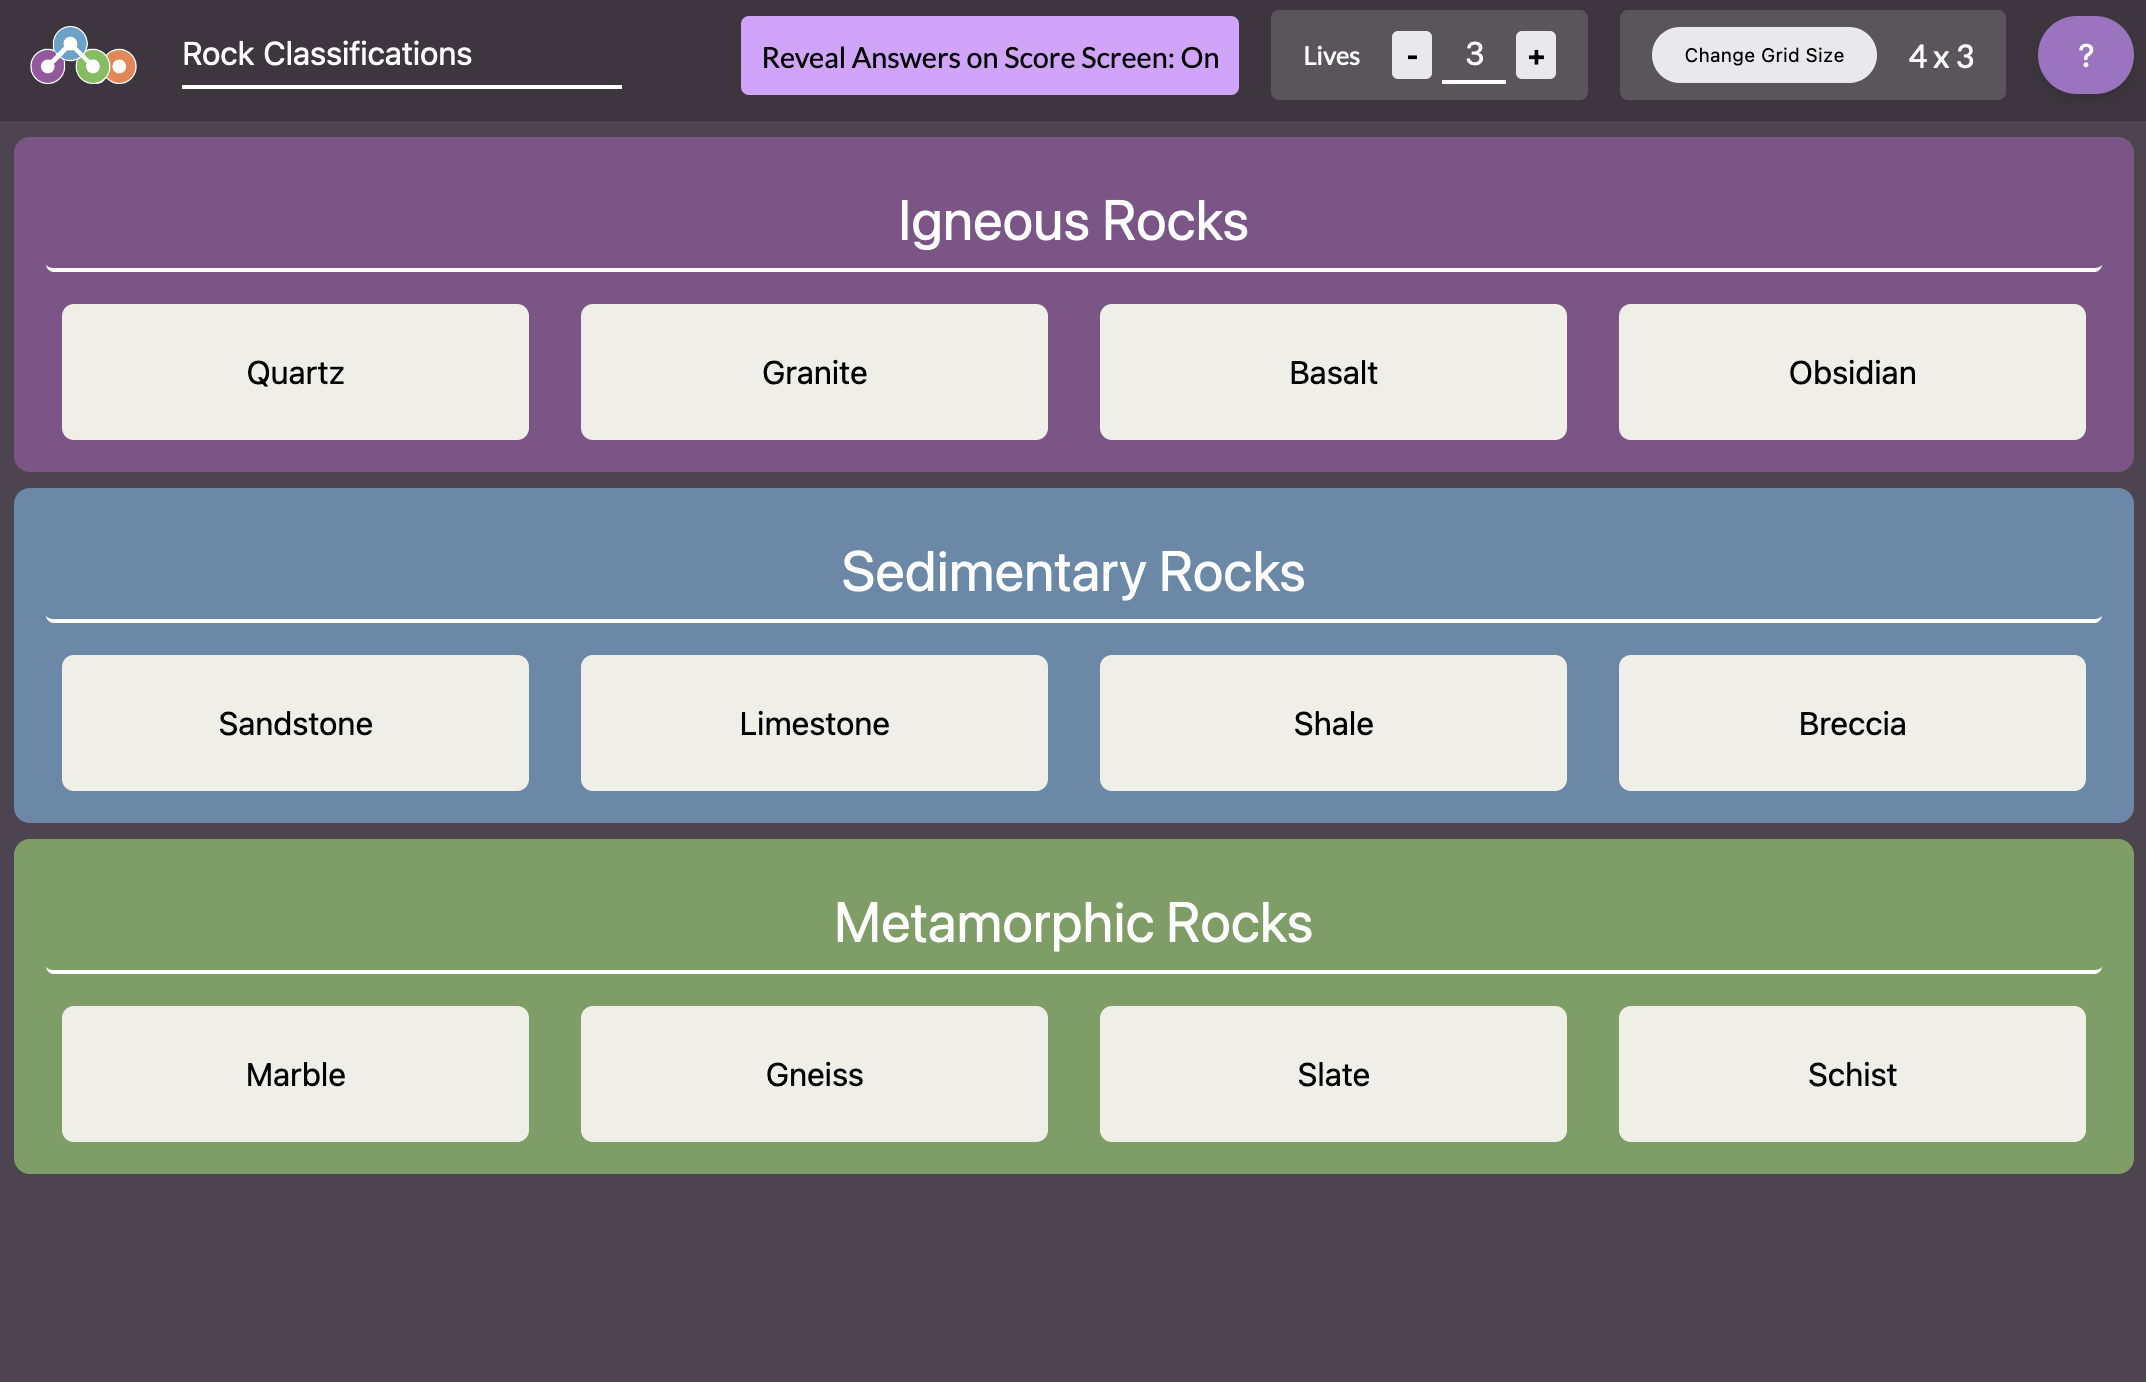 Rock Classifications
Reveal Answers on Score Screen: On
Lives - 3 +
Change Grid Size 4 x 3
?
Igneous Rocks
Quartz Granite Basalt Obsidian
Sedimentary Rocks
Sandstone Limestone Shale Breccia
Metamorphic Rocks
Marble Gneiss Slate Schist